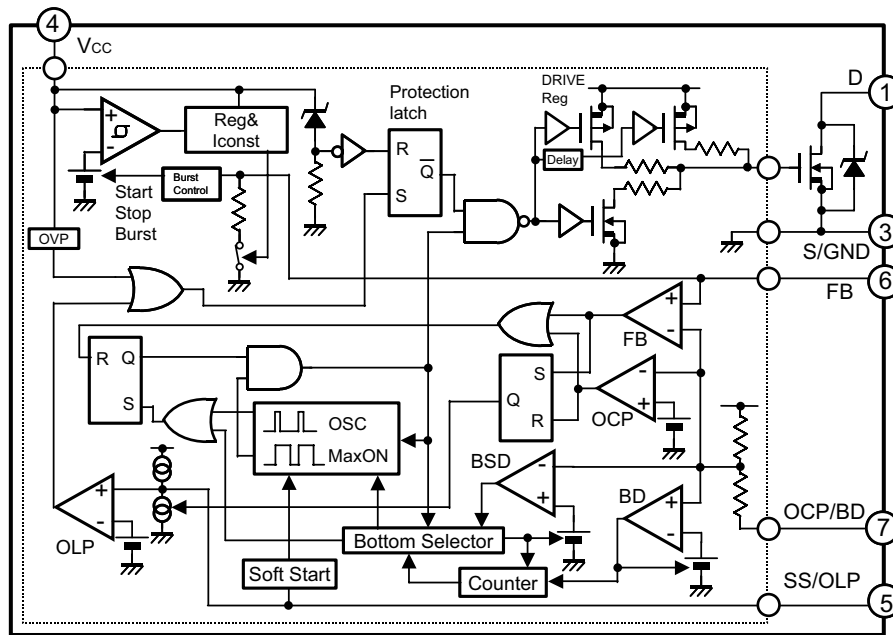 4
VCC
D
1
DRIVE
Reg
Protection
latch
Reg&
Iconst
+
-
R
Q
S
Delay
Burst
Control
Start
Stop
Burst
OVP
3
S/GND
6
FB
+
-
FB
R
Q
S
S
Q
R
-
+
OCP
OSC
MaxON
BSD
-
+
BD
+
-
OCP/BD
7
+
-
OLP
Bottom Selector
Soft Start
Counter
SS/OLP
5